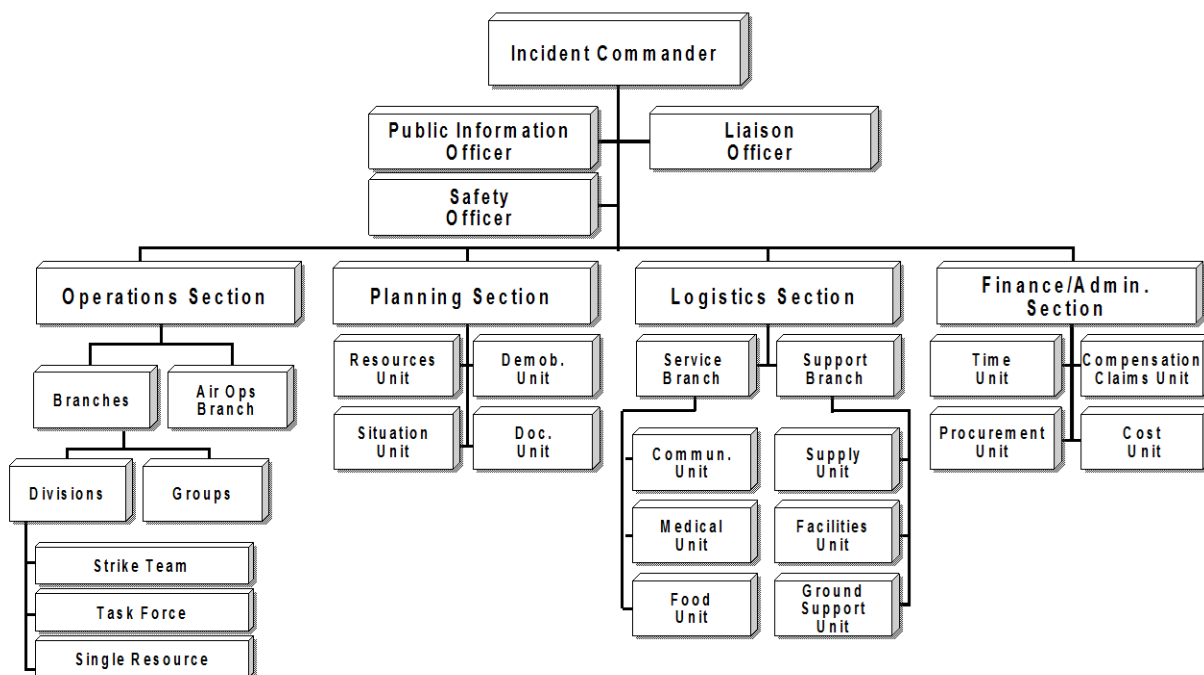 Incident Commander
Public Information
Officer
Liaison
Officer
Safety
Officer
Operations Section
Planning Section
Logistics Section
Finance/Admin.
Section
Resources
Unit
Demob.
Unit
Service
Branch
Support
Branch
Time
Unit
Compensation
Claims Unit
Branches
Air Ops
Branch
Situation
Unit
Doc.
Unit
Procurement
Unit
Cost
Unit
Commun.
Unit
Supply
Unit
Divisions
Groups
Medical
Unit
Facilities
Unit
Strike Team
Task Force
Single Resource
Food
Unit
Ground
Support
Unit